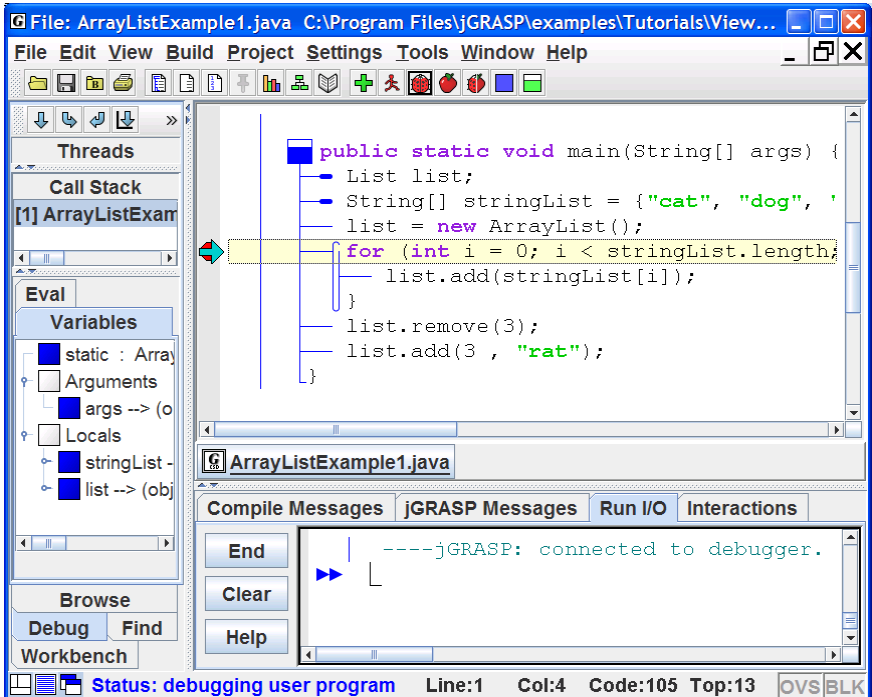 File: ArrayListExample1.java C:\Program Files\jGRASP\examples\Tutorials\View...
File Edit View Build Project Settings Tools Window Help
»
Threads
Call Stack
[1] ArrayListExam
Eval
Variables
static : Array
Arguments
args --> (o
Locals
stringList -
list --> (obj
Browse
Debug Find
Workbench
public static void main(String[] args) {
List list;
String[] stringList = {"cat", "dog", '
list = new ArrayList();
for (int i = 0; i < stringList.length;
list.add(stringList[i]);
}
list.remove(3);
list.add(3 , "rat");
}
ArrayListExample1.java
Compile Messages jGRASP Messages Run I/O Interactions
End
Clear
Help
----jGRASP: connected to debugger.
Status: debugging user program Line:1 Col:4 Code:105 Top:13 OVS BLK